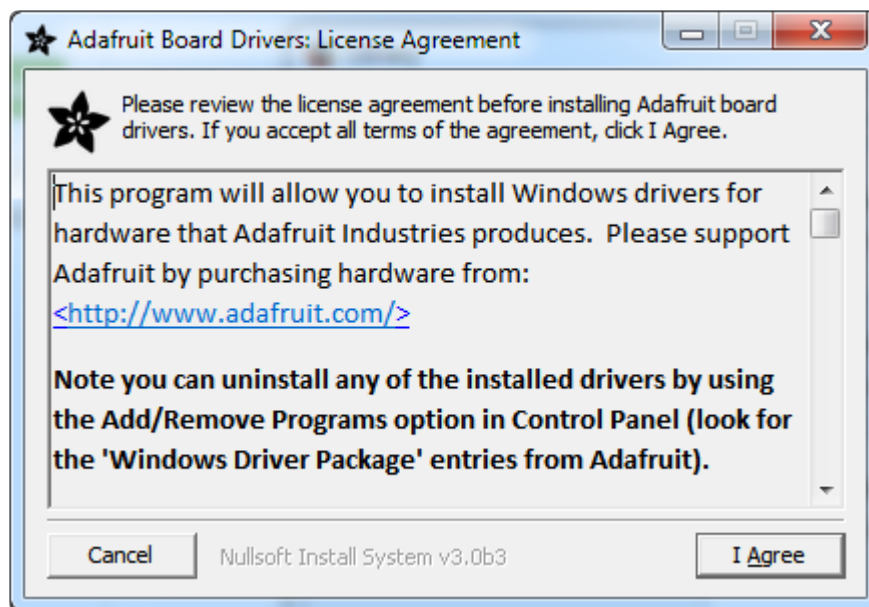 Adafruit Board Drivers: License Agreement
Please review the license agreement before installing Adafruit board
drivers. If you accept all terms of the agreement, click I Agree.
This program will allow you to install Windows drivers for
hardware that Adafruit Industries produces.  Please support
Adafruit by purchasing hardware from:
<http://www.adafruit.com/>
Note you can uninstall any of the installed drivers by using
the Add/Remove Programs option in Control Panel (look for
the 'Windows Driver Package' entries from Adafruit).
Cancel Nullsoft Install System v3.0b3 I Agree